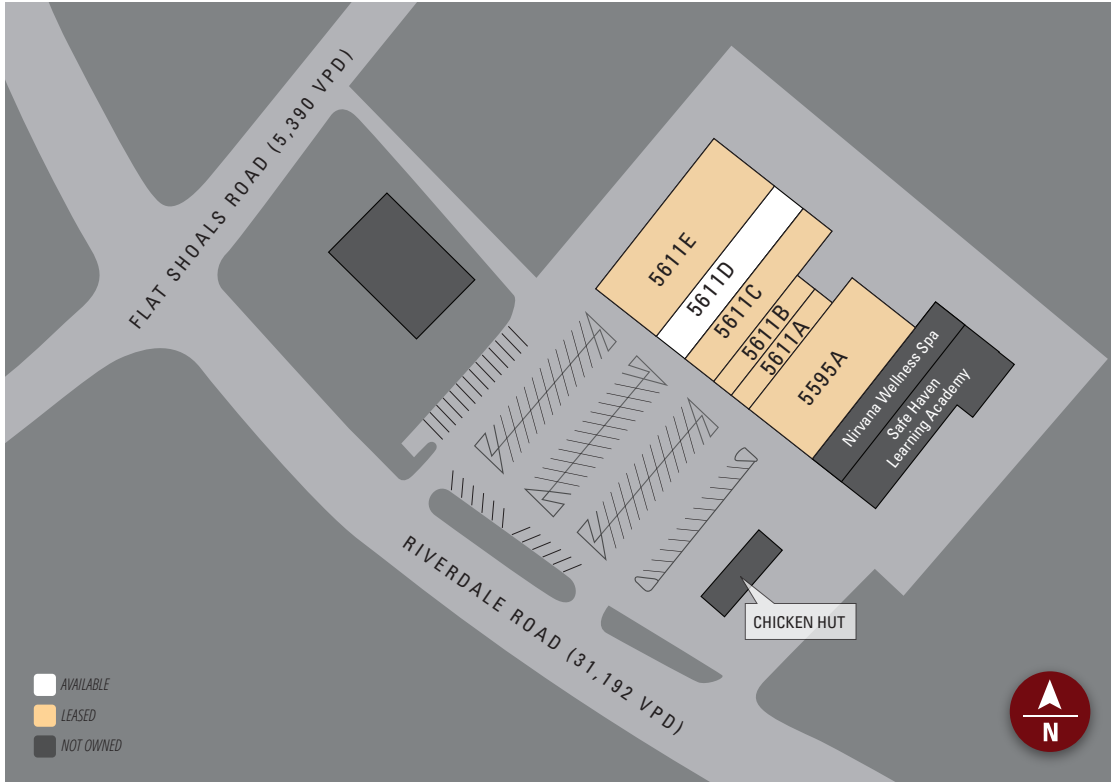 FLAT SHOALS ROAD (5,390 VPD)
5611E
5611D
5611C
5611B
5611A
5595A
Nirvana Wellness Spa
Safe Haven
Learning Academy
CHICKEN HUT
RIVERDALE ROAD (31,192 VPD)
AVAILABLE
LEASED
NOT OWNED
N